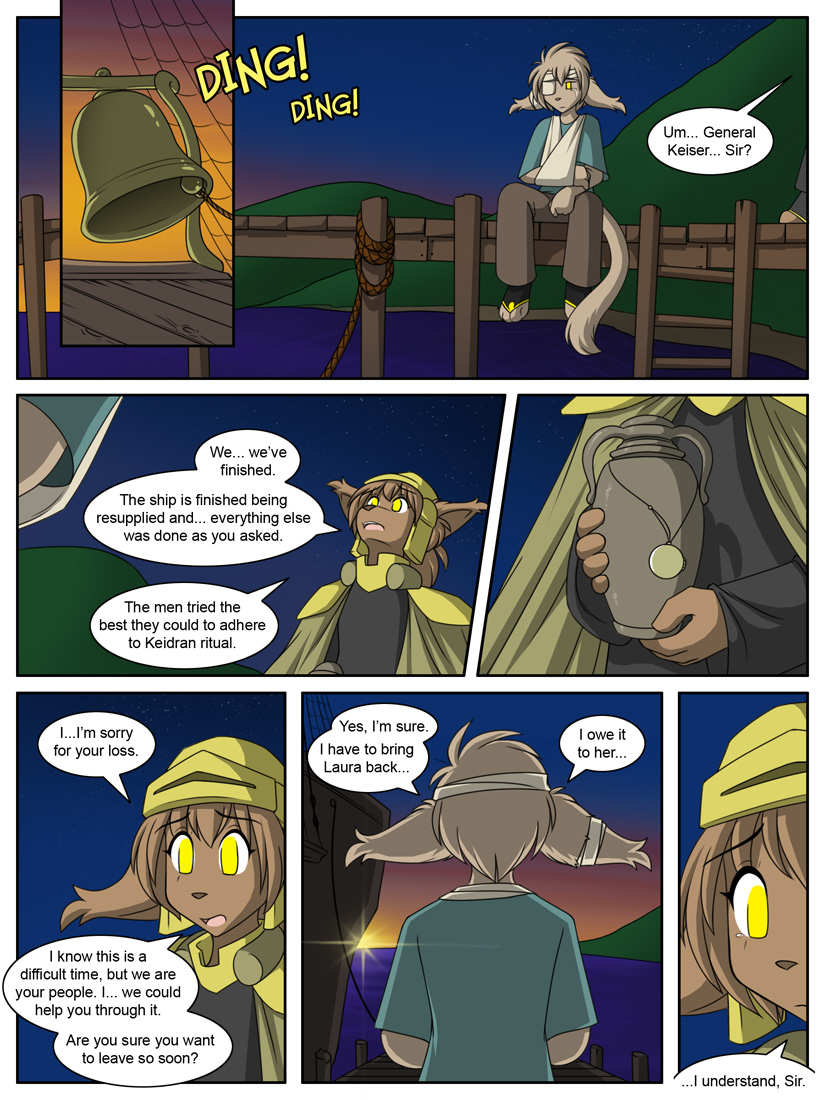 DING!
DING!
Um... General
Keiser... Sir?
We... we've
finished.
The ship is finished being
resupplied and... everything else
was done as you asked.
The men tried the
best they could to adhere
to Keidran ritual.
I...I'm sorry
for your loss.
I know this is a
difficult time, but we are
your people. I... we could
help you through it.
Are you sure you want
to leave so soon?
Yes, I'm sure.
I have to bring
Laura back...
I owe it
to her...
...I understand, Sir.